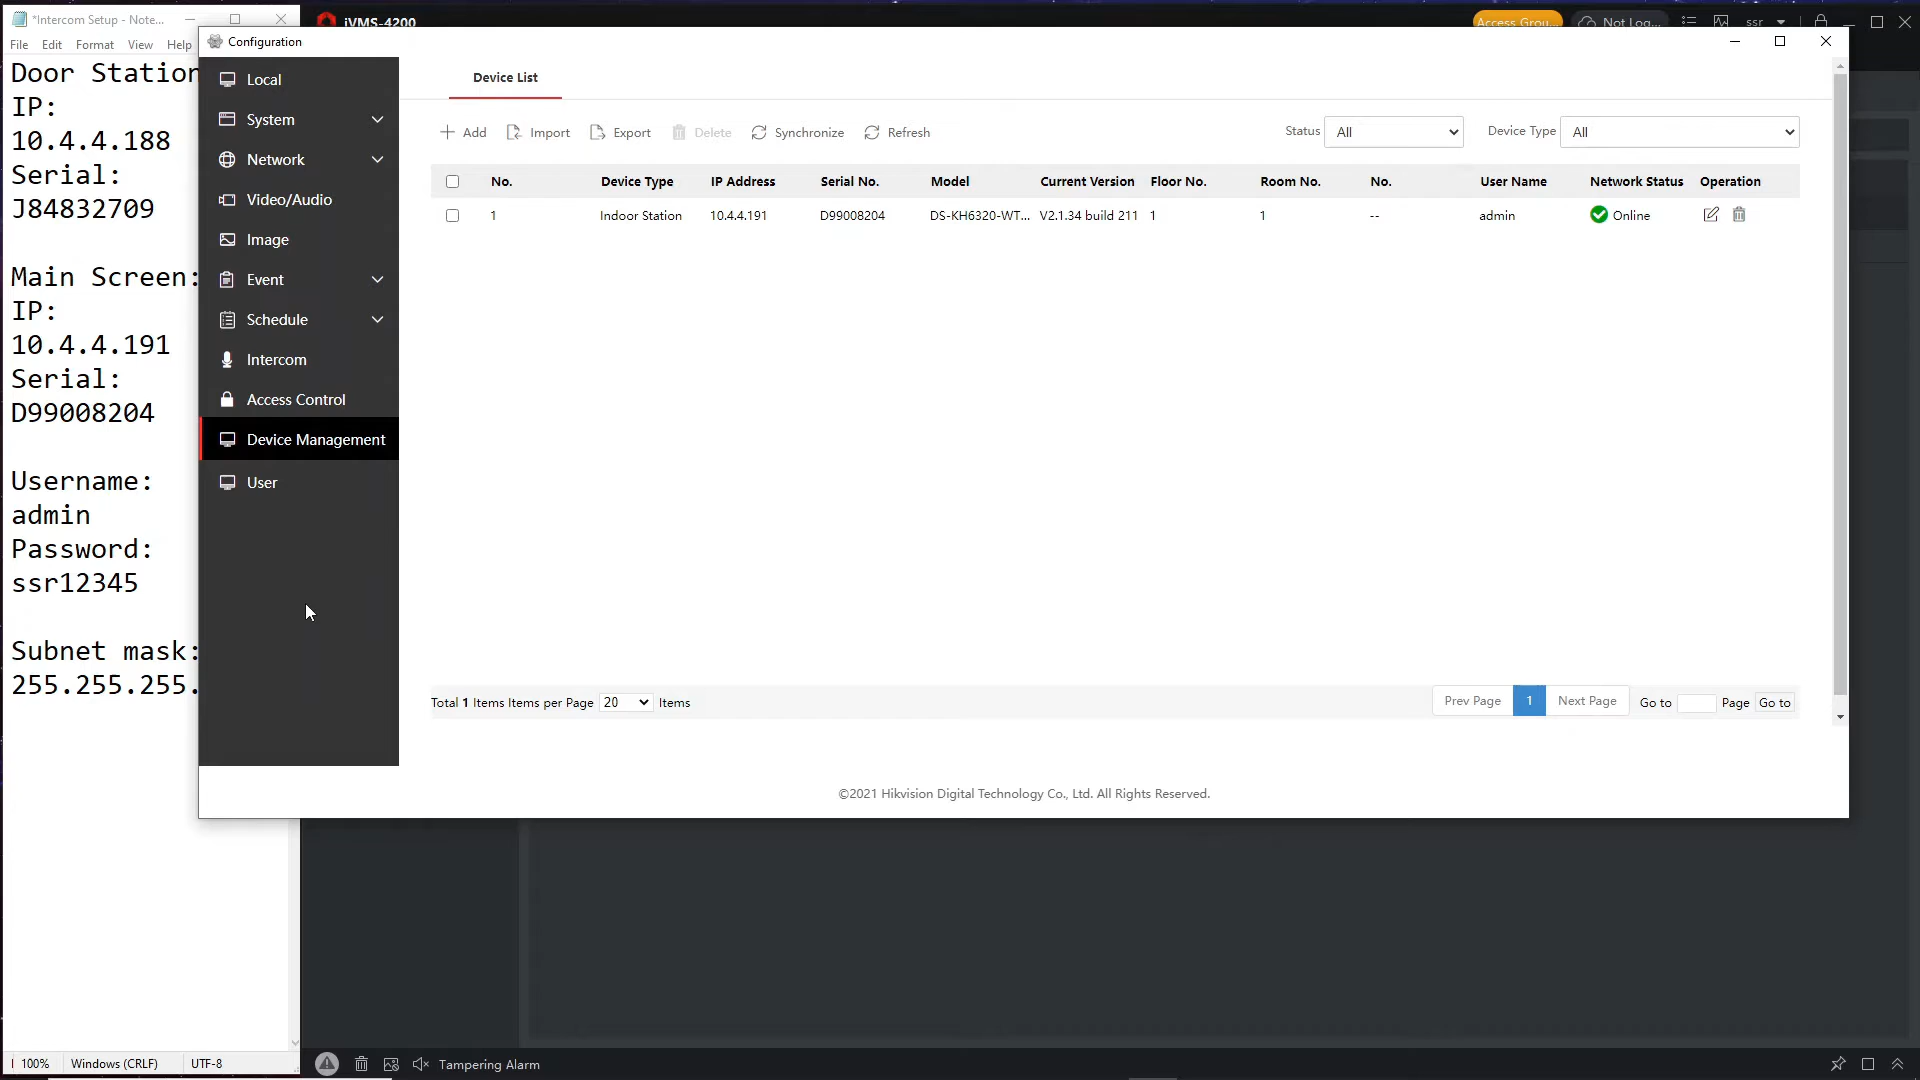 *Intercom Setup - Note...
File Edit Format View Help
Door Station
IP:
10.4.4.188
Serial:
J84832709
Main Screen:
IP:
10.4.4.191
Serial:
D99008204
Username:
admin
Password:
ssr12345
Subnet mask:
255.255.255.
100% Windows (CRLF) UTF-8
iVMS-4200
Access Grou... Not Log... ssr
Configuration
Local
System
Network
Video/Audio
Image
Event
Schedule
Intercom
Access Control
Device Management
User
Device List
Add Import Export Delete Synchronize Refresh
Status All Device Type All
No. Device Type IP Address Serial No. Model Current Version Floor No. Room No. No. User Name Network Status Operation
1 Indoor Station 10.4.4.191 D99008204 DS-KH6320-WT... V2.1.34 build 211 1 1 -- admin Online
Total 1 Items Items per Page 20 Items
Prev Page 1 Next Page Go to Page Go to
©2021 Hikvision Digital Technology Co., Ltd. All Rights Reserved.
Tampering Alarm